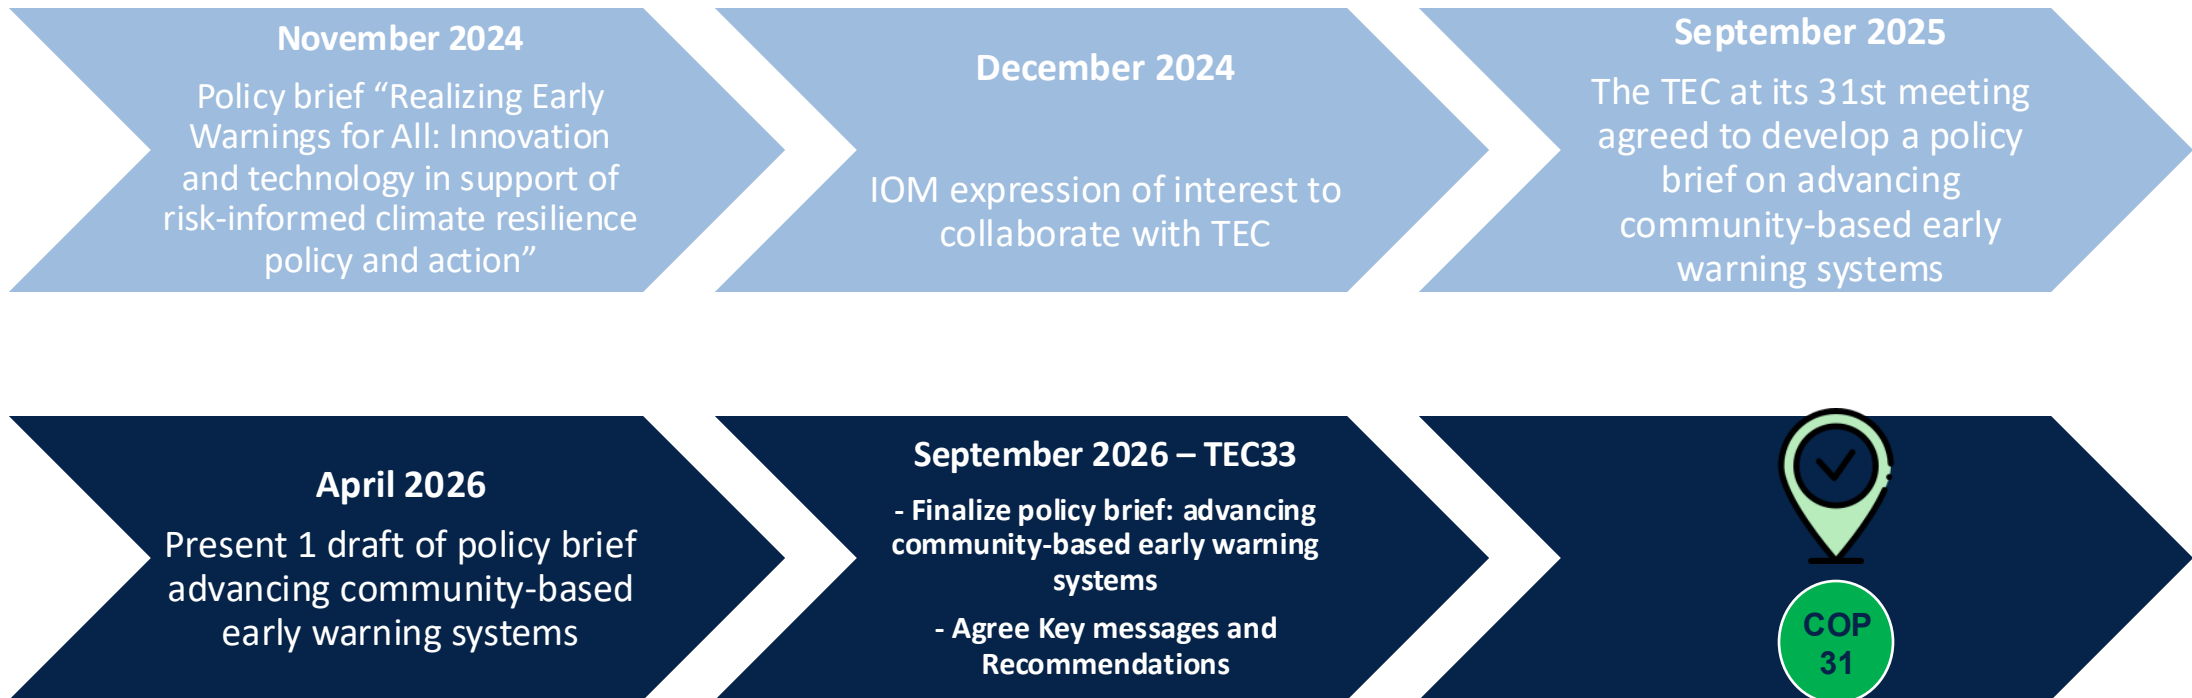 November 2024
Policy brief “Realizing Early
Warnings for All: Innovation
and technology in support of
risk-informed climate resilience
policy and action”
December 2024
IOM expression of interest to
collaborate with TEC
September 2025
The TEC at its 31st meeting
agreed to develop a policy
brief on advancing
community-based early
warning systems
April 2026
Present 1 draft of policy brief
advancing community-based
early warning systems
September 2026 – TEC33
- Finalize policy brief: advancing
community-based early warning
systems
- Agree Key messages and
Recommendations
COP
31